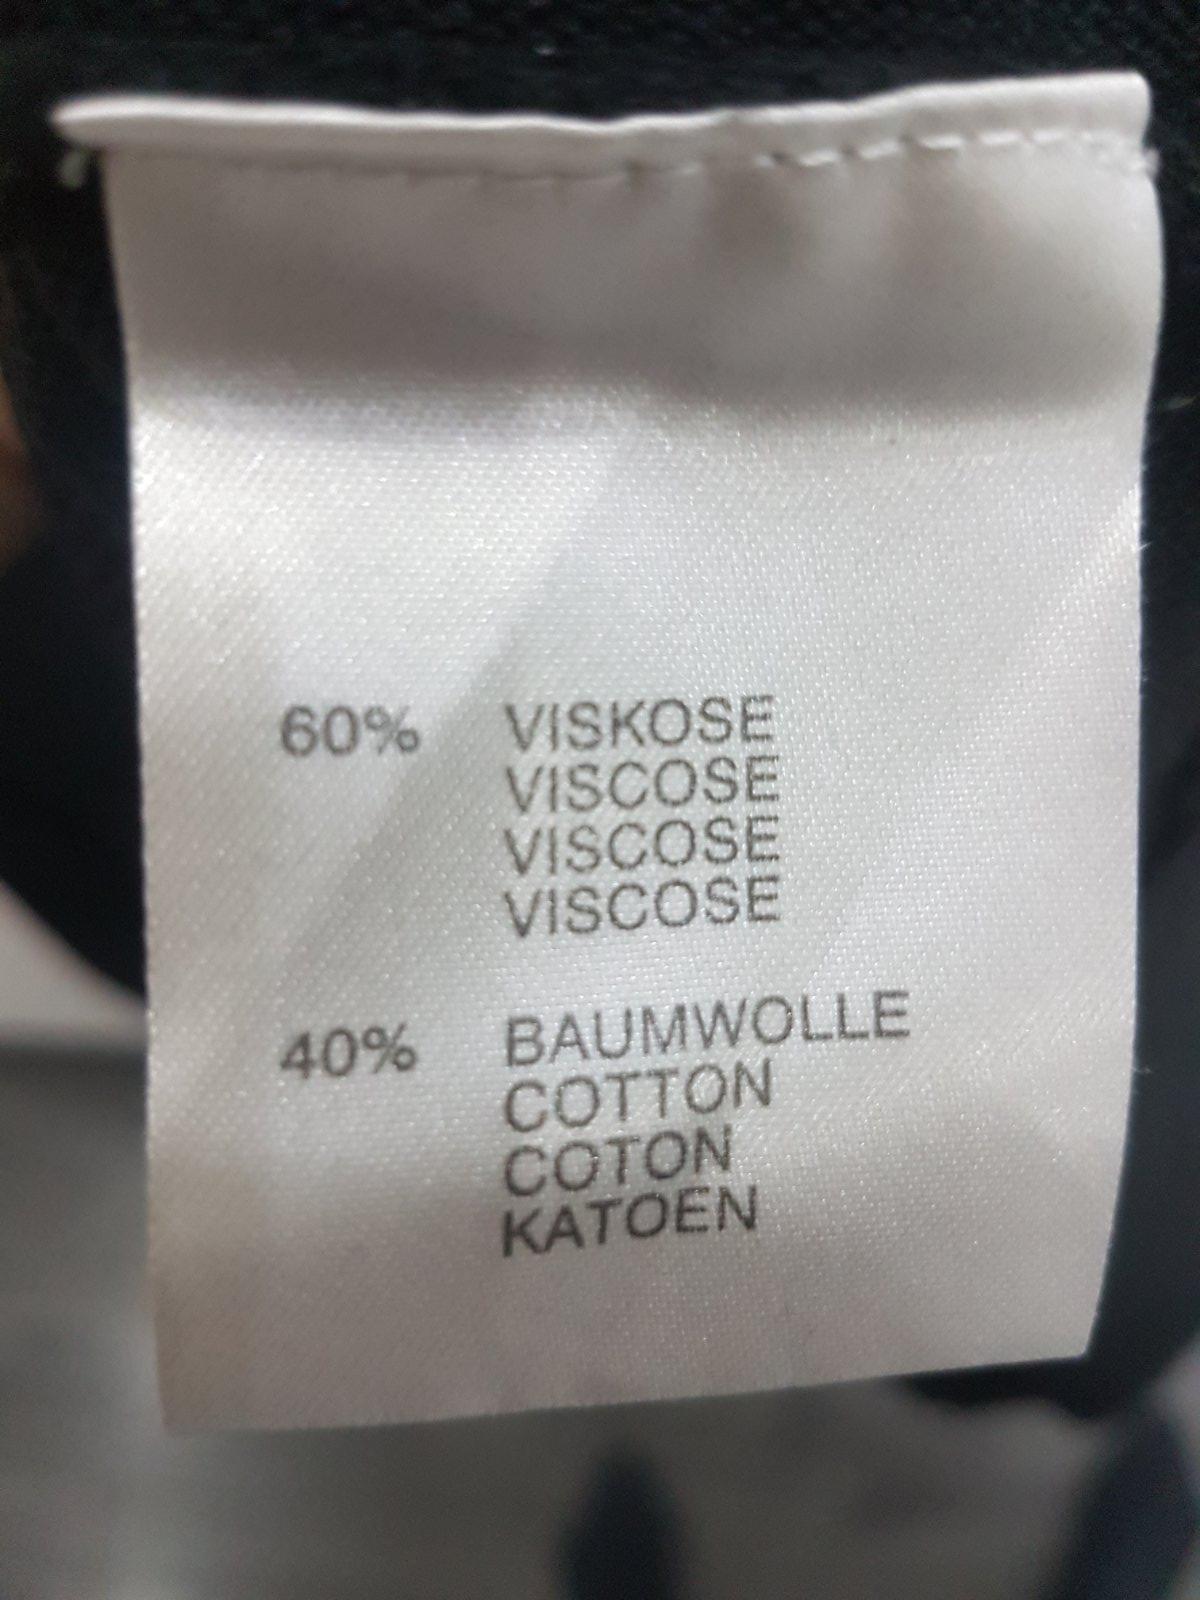 60% VISKOSE
VISCOSE
VISCOSE
VISCOSE
40% BAUMWOLLE
COTTON
COTON
KATOEN